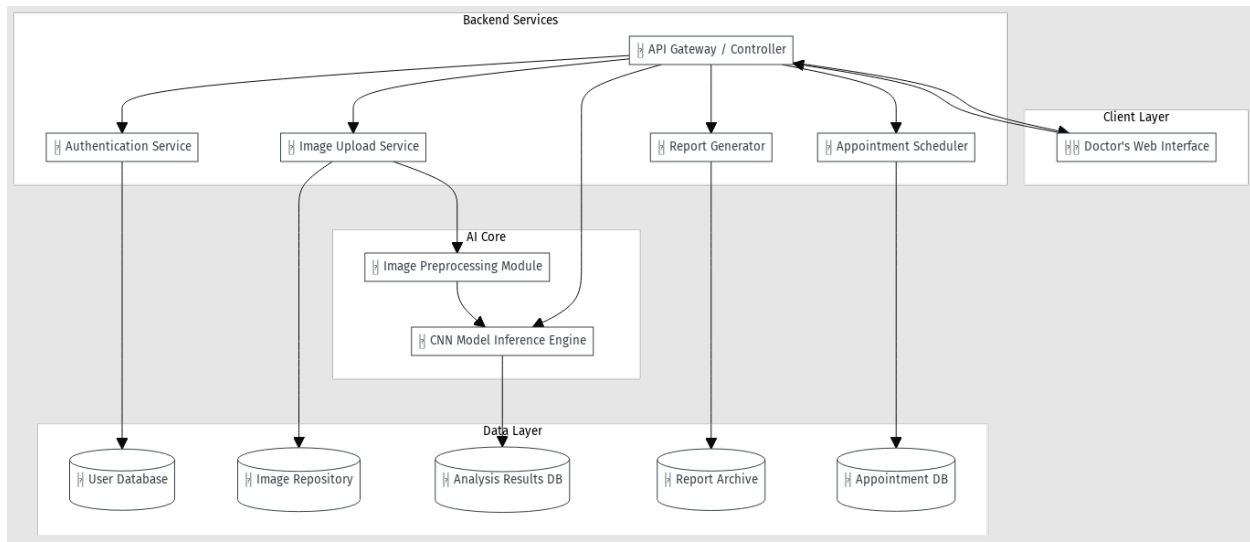 Backend Services
API Gateway / Controller
Client Layer
Authentication Service
Image Upload Service
Report Generator
Appointment Scheduler
Doctor's Web Interface
AI Core
Image Preprocessing Module
CNN Model Inference Engine
Data Layer
User Database
Image Repository
Analysis Results DB
Report Archive
Appointment DB